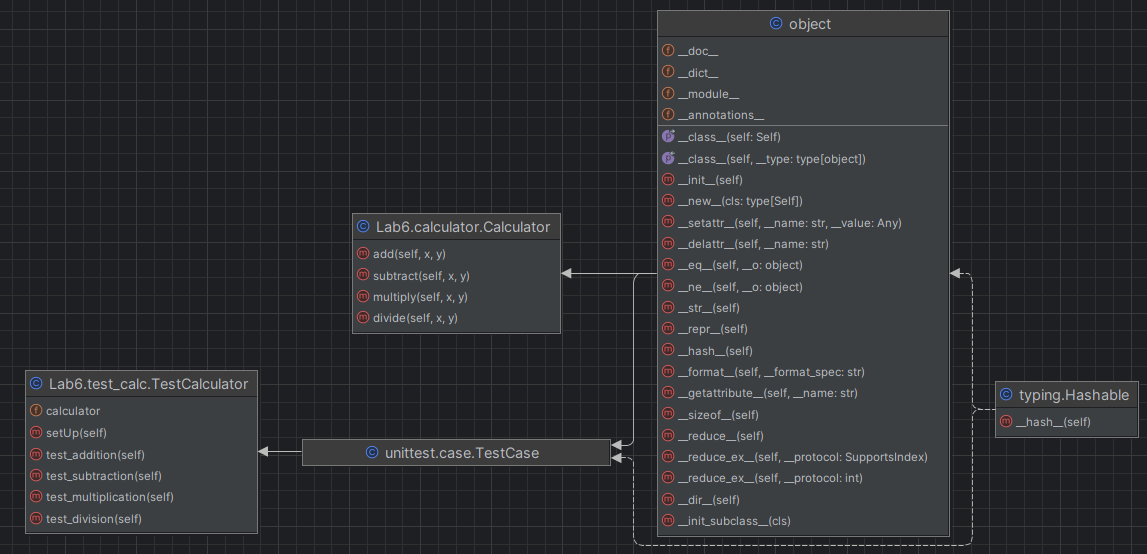 object
__doc__
__dict__
__module__
__annotations__
__class__(self: Self)
__class__(self, __type: type[object])
__init__(self)
__new__(cls: type[Self])
__setattr__(self, __name: str, __value: Any)
__delattr__(self, __name: str)
__eq__(self, __o: object)
__ne__(self, __o: object)
__str__(self)
__repr__(self)
__hash__(self)
__format__(self, __format_spec: str)
__getattribute__(self, __name: str)
__sizeof__(self)
__reduce__(self)
__reduce_ex__(self, __protocol: SupportsIndex)
__reduce_ex__(self, __protocol: int)
__dir__(self)
__init_subclass__(cls)
Lab6.calculator.Calculator
add(self, x, y)
subtract(self, x, y)
multiply(self, x, y)
divide(self, x, y)
Lab6.test_calc.TestCalculator
calculator
setUp(self)
test_addition(self)
test_subtraction(self)
test_multiplication(self)
test_division(self)
unittest.case.TestCase
typing.Hashable
__hash__(self)